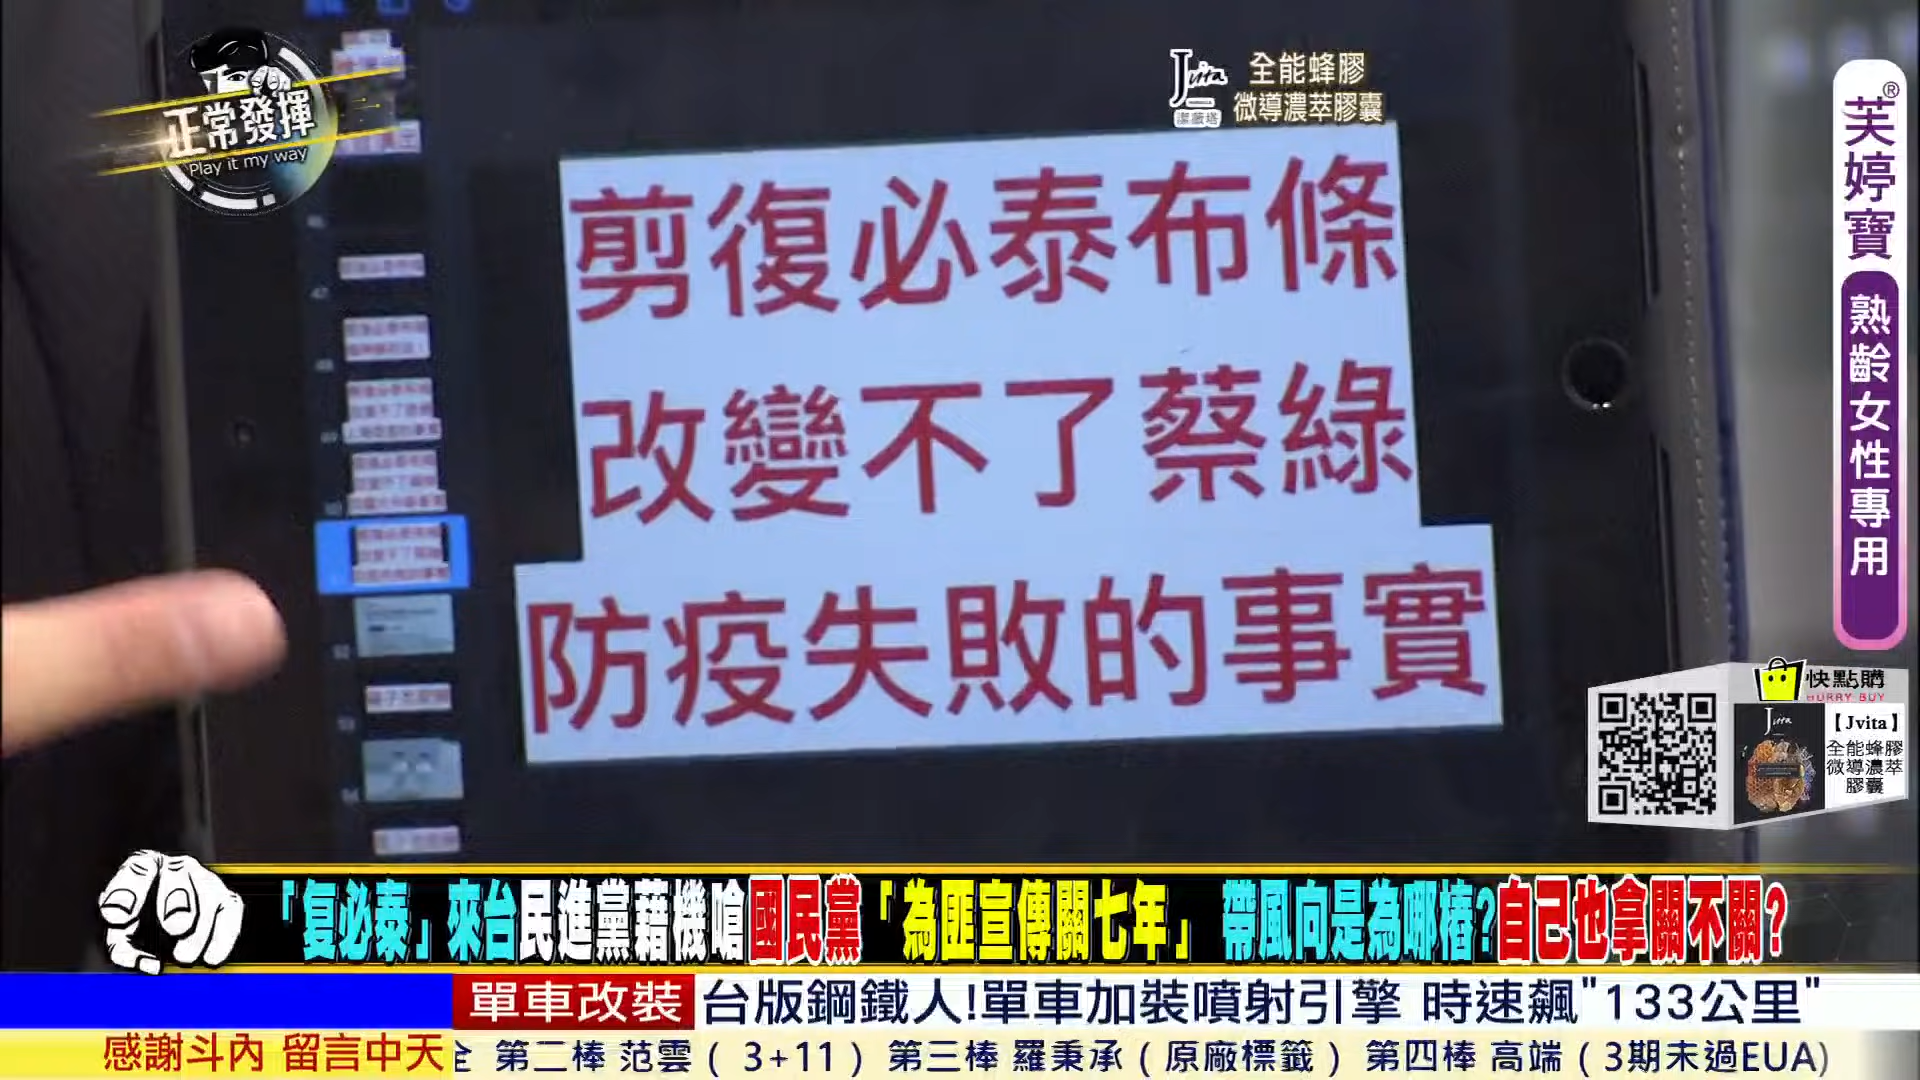 正常發揮
Play it my way
Jvita
潔薇塔
全能蜂膠
微導濃萃膠囊
剪復必泰布條
改變不了蔡綠
防疫失敗的事實
芙婷寶®
熟齡女性專用
快點購
HURRY BUY
Jvita
【Jvita】
全能蜂膠
微導濃萃
膠囊
「复必泰」來台民進黨藉機嗆國民黨「為匪宣傳關七年」 帶風向是為哪樁?自己也拿關不關?
單車改裝 台版鋼鐵人!單車加裝噴射引擎 時速飆"133公里"
感謝斗內 留言中天 全 第二棒 范雲( 3+11) 第三棒 羅秉承(原廠標籤) 第四棒 高端(3期未過EUA)